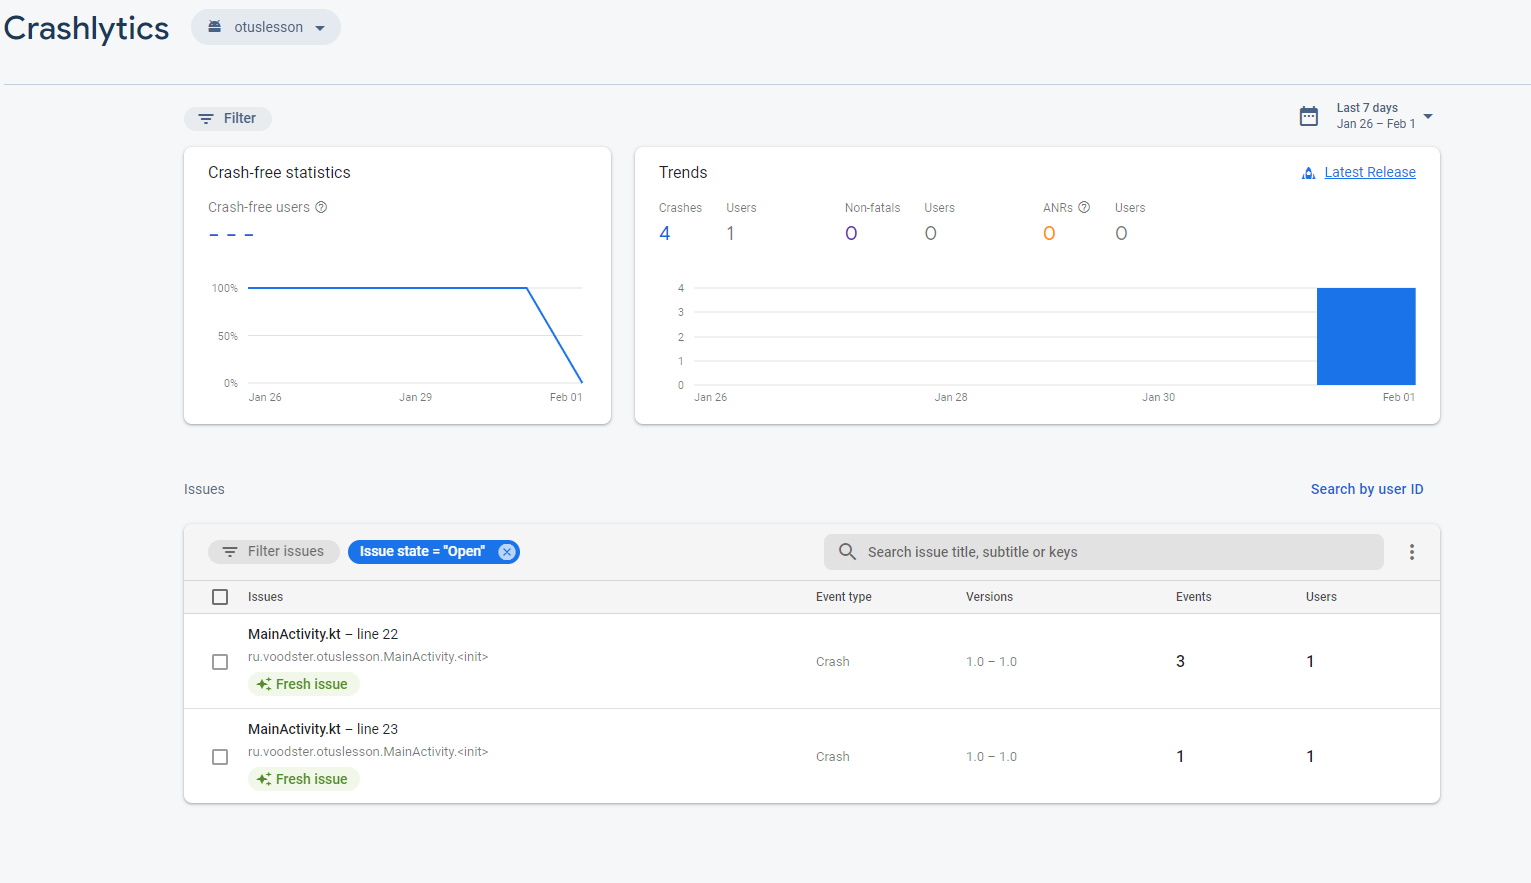 Crashlytics
otuslesson
Filter
Last 7 days
Jan 26 – Feb 1
Crash-free statistics
Crash-free users
– – –
100%
50%
0%
Jan 26 Jan 29 Feb 01
Trends
Latest Release
Crashes Users Non-fatals Users ANRs Users
4 1 0 0 0 0
4
3
2
1
0
Jan 26 Jan 28 Jan 30 Feb 01
Issues
Search by user ID
Filter issues
Issue state = "Open"
Search issue title, subtitle or keys
Issues Event type Versions Events Users
MainActivity.kt – line 22
ru.voodster.otuslesson.MainActivity.<init>
Fresh issue
Crash 1.0 – 1.0 3 1
MainActivity.kt – line 23
ru.voodster.otuslesson.MainActivity.<init>
Fresh issue
Crash 1.0 – 1.0 1 1